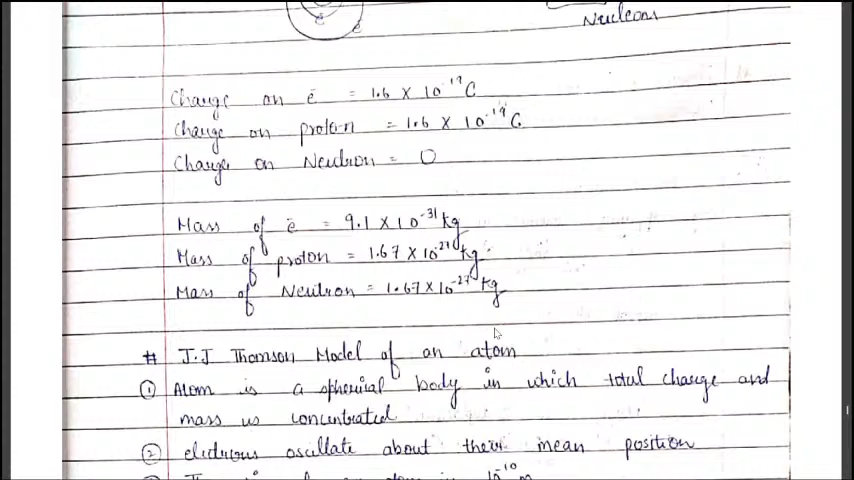 ē
ē
Nucleons
Charge on ē = 1.6 × 10⁻¹⁹ C
Charge on proton = 1.6 × 10⁻¹⁹ C
Charge on Neutron = 0
Mass of ē = 9.1 × 10⁻³¹ kg
Mass of proton = 1.67 × 10⁻²⁷ kg
Mass of Neutron = 1.67 × 10⁻²⁷ kg
# J.J Thomson Model of an atom
① Atom is a spherical body in which total charge and
mass is concentrated
② electrons oscillate about their mean position
10⁻¹⁰ m